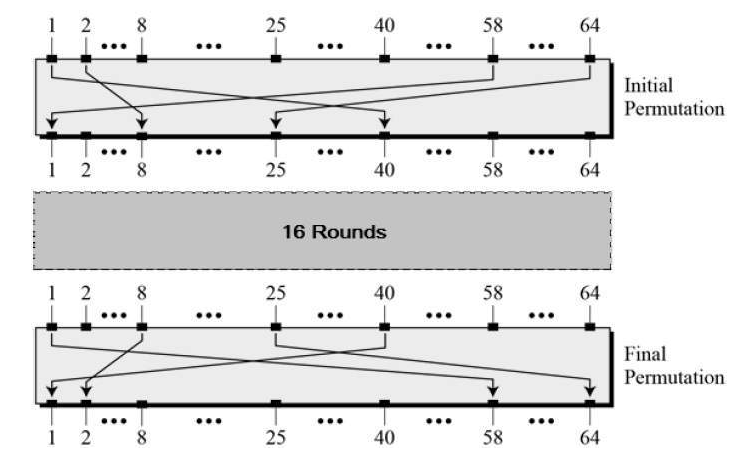 1 2 ••• 8 ••• 25 ••• 40 ••• 58 ••• 64
Initial
Permutation
••• ••• ••• ••• •••
1 2 8 25 40 58 64
16 Rounds
1 2 ••• 8 ••• 25 ••• 40 ••• 58 ••• 64
Final
Permutation
••• ••• ••• ••• •••
1 2 8 25 40 58 64